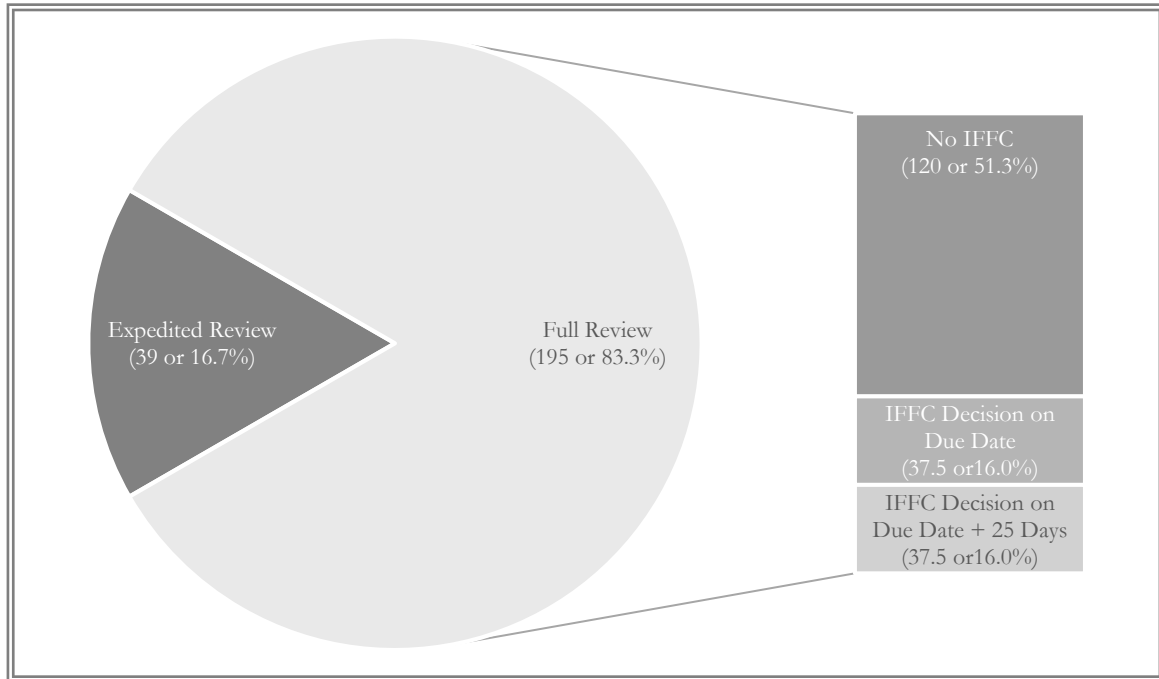 Expedited Review
(39 or 16.7%)
Full Review
(195 or 83.3%)
No IFFC
(120 or 51.3%)
IFFC Decision on
Due Date
(37.5 or16.0%)
IFFC Decision on
Due Date + 25 Days
(37.5 or16.0%)